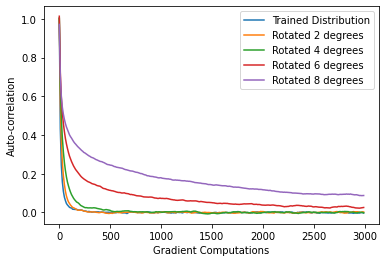 Trained Distribution
Rotated 2 degrees
Rotated 4 degrees
Rotated 6 degrees
Rotated 8 degrees
Auto-correlation
1.0
0.8
0.6
0.4
0.2
0.0
0 500 1000 1500 2000 2500 3000
Gradient Computations